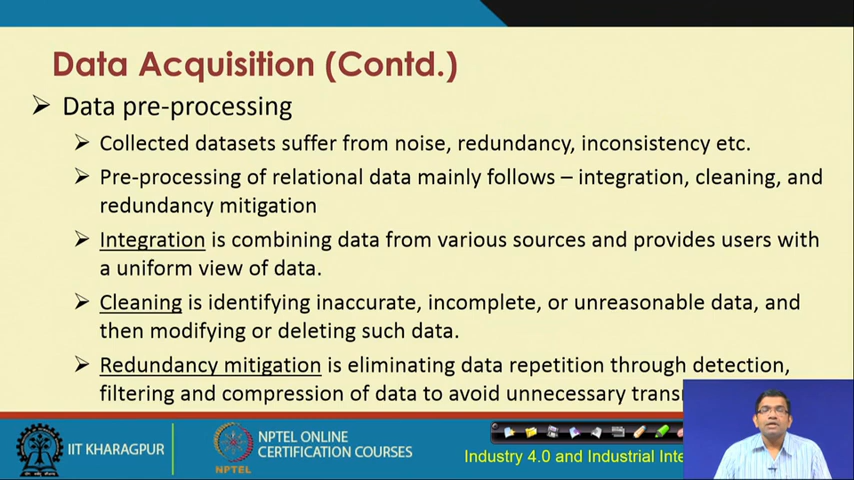 Data Acquisition (Contd.)
➢ Data pre-processing
➢ Collected datasets suffer from noise, redundancy, inconsistency etc.
➢ Pre-processing of relational data mainly follows – integration, cleaning, and
redundancy mitigation
➢ Integration is combining data from various sources and provides users with
a uniform view of data.
➢ Cleaning is identifying inaccurate, incomplete, or unreasonable data, and
then modifying or deleting such data.
➢ Redundancy mitigation is eliminating data repetition through detection,
filtering and compression of data to avoid unnecessary
IIT KHARAGPUR
NPTEL
NPTEL ONLINE
CERTIFICATION COURSES
Industry 4.0 and Industrial